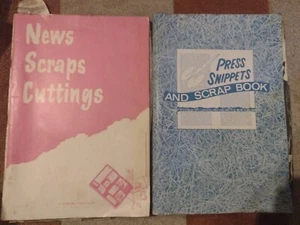 News
Scraps
Cuttings
PRESS
SNIPPETS
AND SCRAP BOOK